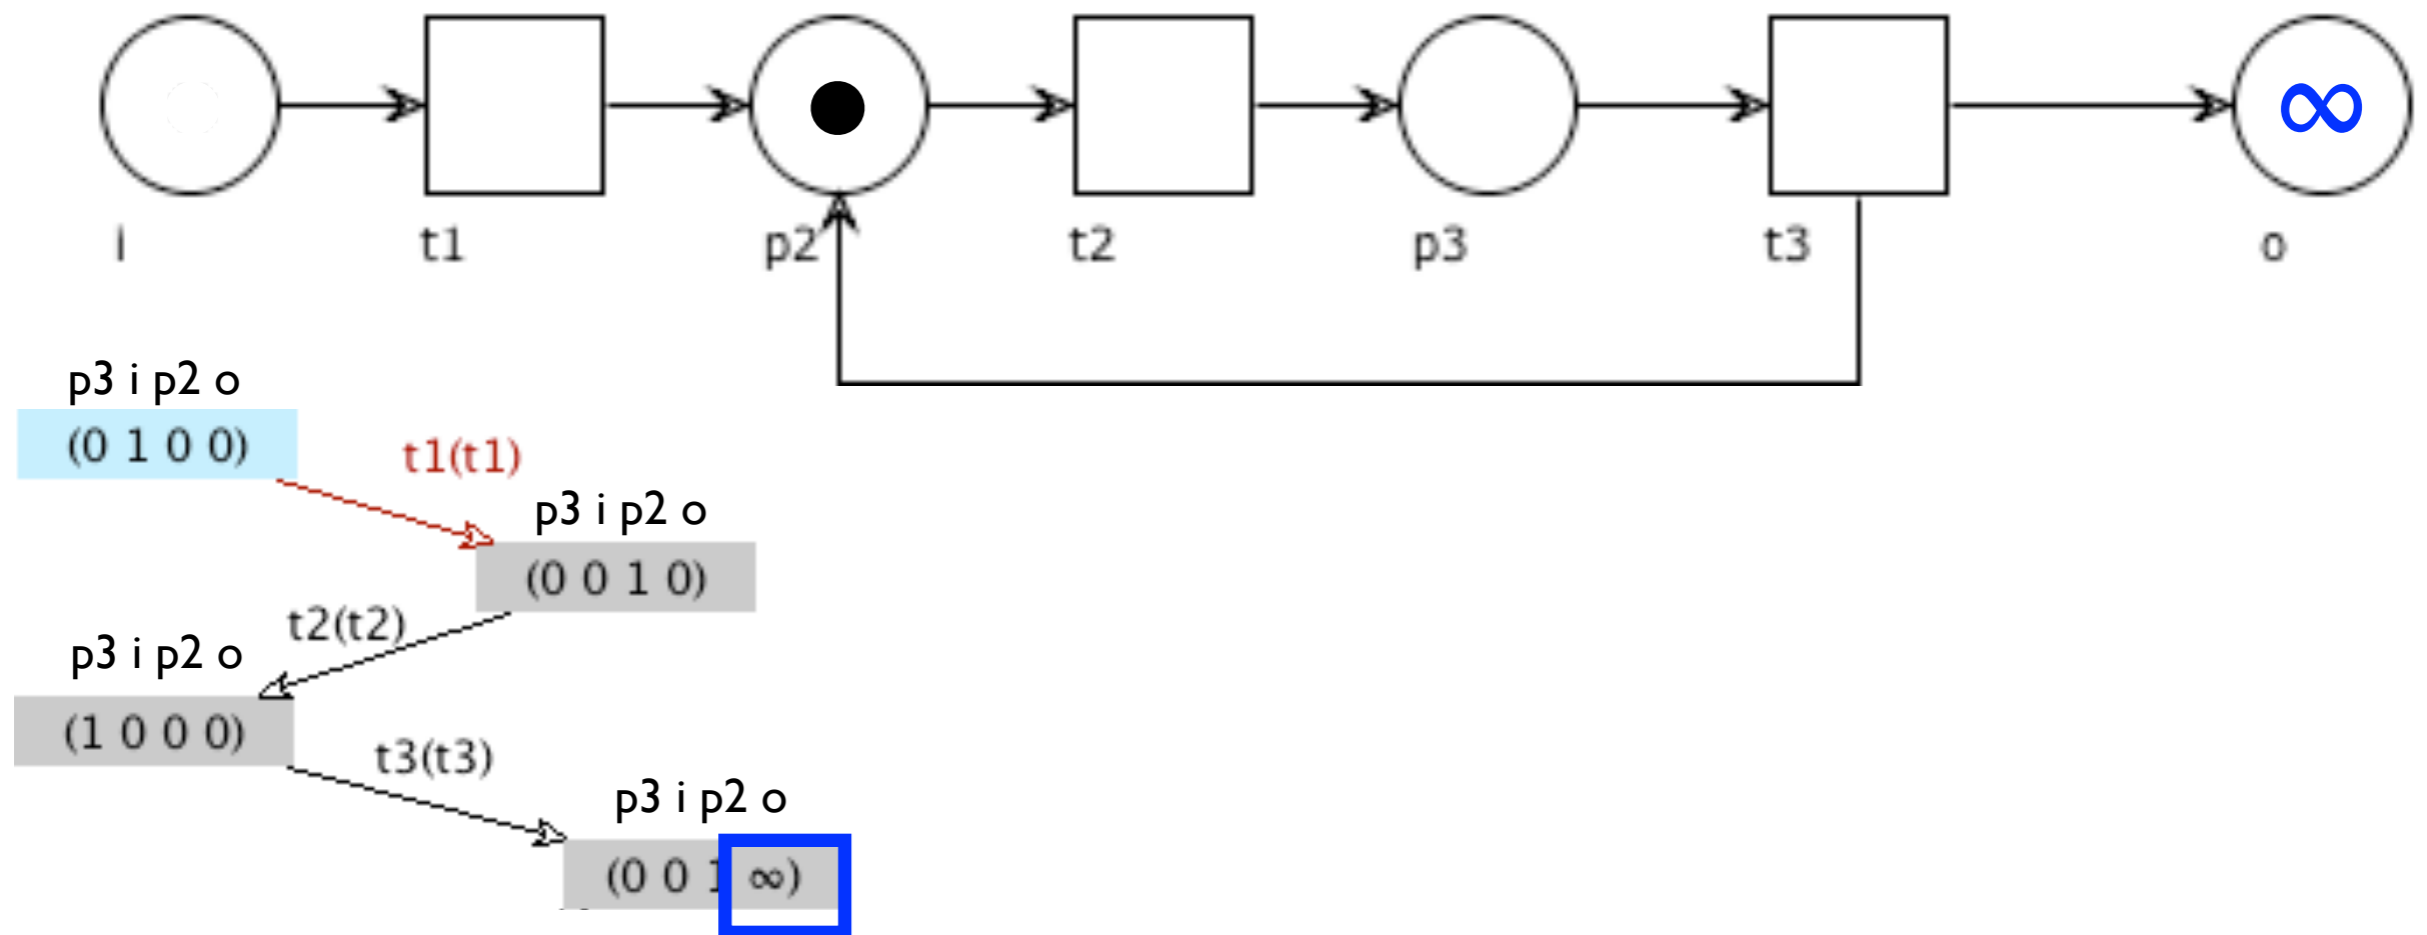 ∞
i t1 p2 t2 p3 t3 o
p3 i p2 o
(0 1 0 0)
t1(t1)
p3 i p2 o
(0 0 1 0)
t2(t2)
p3 i p2 o
(1 0 0 0)
t3(t3)
p3 i p2 o
(0 0 1 ∞)